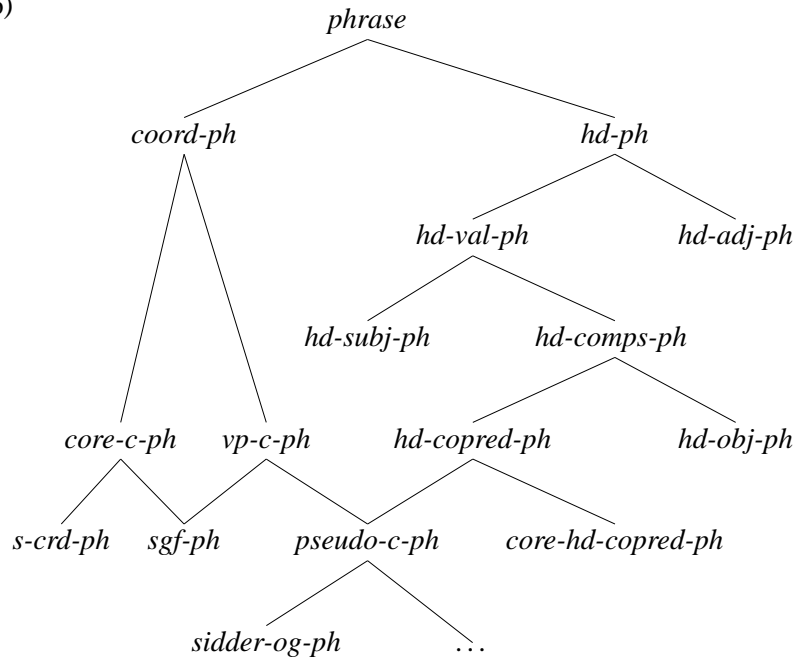 phrase
coord-ph hd-ph
hd-val-ph hd-adj-ph
hd-subj-ph hd-comps-ph
core-c-ph vp-c-ph hd-copred-ph hd-obj-ph
s-crd-ph sgf-ph pseudo-c-ph core-hd-copred-ph
sidder-og-ph ...